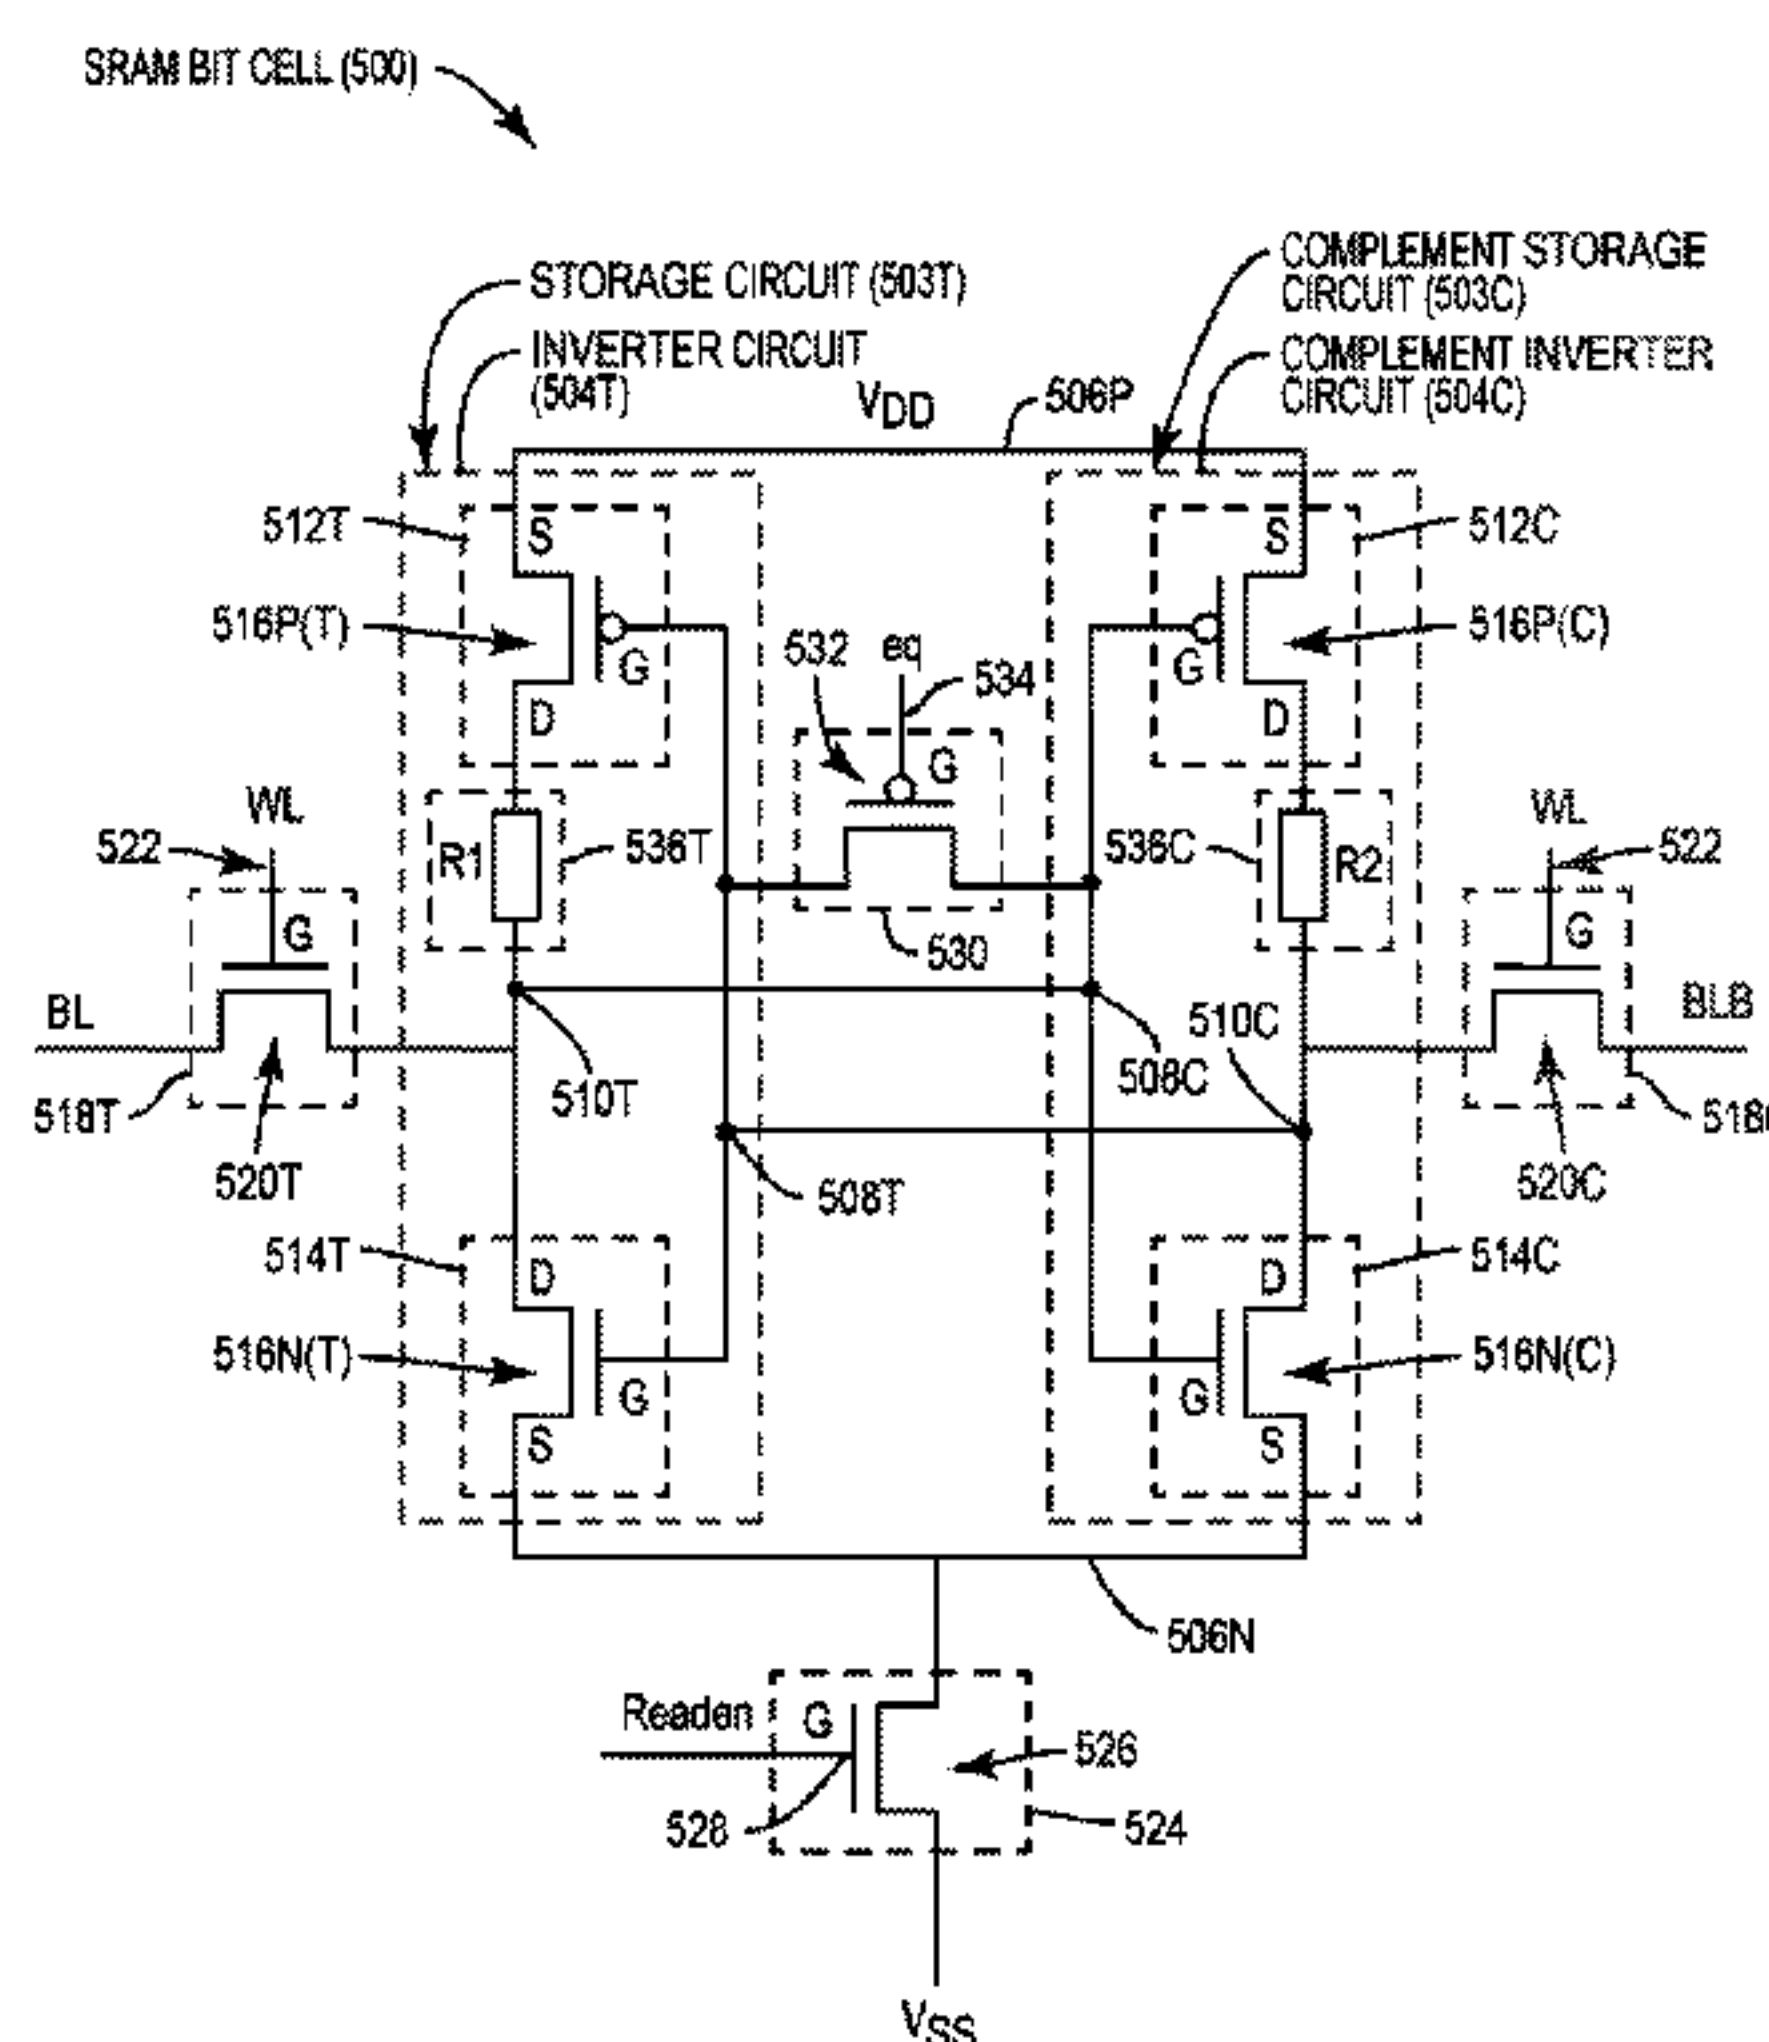 SRAM BIT CELL (500)
COMPLEMENT STORAGE
CIRCUIT (503C)
STORAGE CIRCUIT (503T)
INVERTER CIRCUIT
(504T)
COMPLEMENT INVERTER
CIRCUIT (504C)
VDD
506P
512T
S
S
512C
516P(T)
G
G
516P(C)
532
eq
534
D
D
G
WL
522
R1
536T
536C
R2
WL
522
G
530
G
BL
510T
508C
510C
BLB
518T
520T
508T
520C
514T
D
D
514C
516N(T)
G
G
516N(C)
S
S
506N
Readen
G
526
528
524
VSS